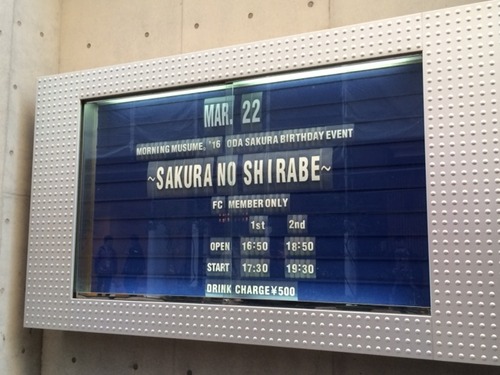 MAR. 22
MORNING MUSUME, '16 ODA SAKURA BIRTHDAY EVENT
~SAKURA NO SHIRABE~
FC MEMBER ONLY
1st 2nd
OPEN 16:50 18:50
START 17:30 19:30
DRINK CHARGE ¥500